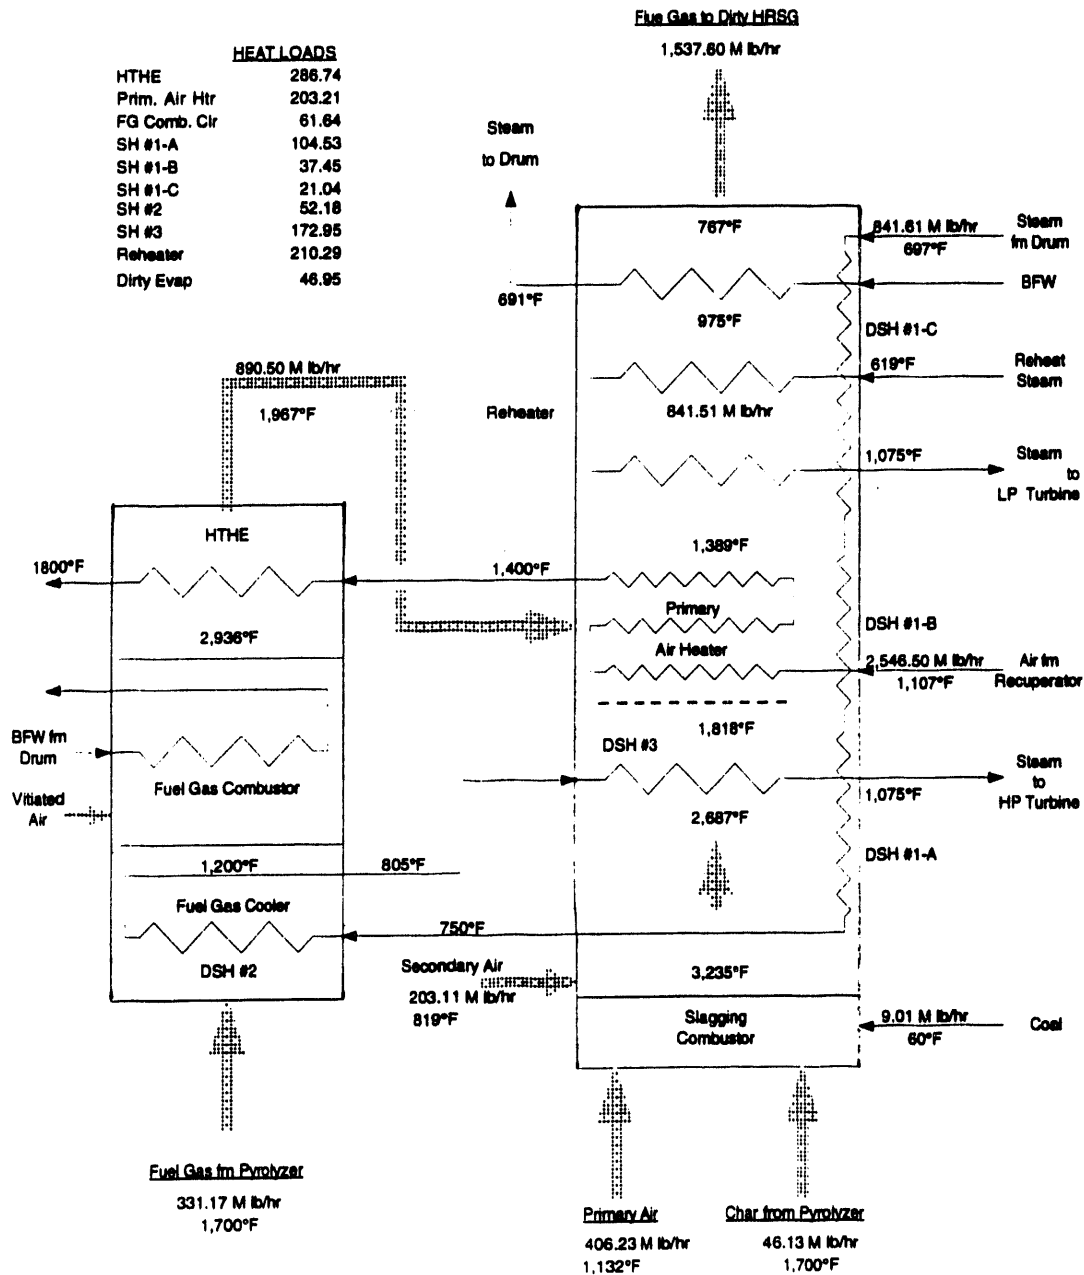 Flue Gas to Dirty HRSG
1,537.60 M lb/hr
HEAT LOADS
HTHE 286.74
Prim. Air Htr 203.21
FG Comb. Clr 61.64
SH #1-A 104.53
SH #1-B 37.45
SH #1-C 21.04
SH #2 52.18
SH #3 172.95
Reheater 210.29
Dirty Evap 46.95
Steam
to Drum
767°F
841.61 M lb/hr
697°F
Steam
fm Drum
691°F
BFW
975°F
DSH #1-C
890.50 M lb/hr
1,967°F
619°F
Reheat
Steam
Reheater
841.51 M lb/hr
1,075°F
Steam
to
LP Turbine
HTHE
1,389°F
1800°F
1,400°F
Primary
Air Heater
DSH #1-B
2,936°F
2,546.50 M lb/hr
1,107°F
Air fm
Recuperator
1,818°F
BFW fm
Drum
DSH #3
Steam
to
HP Turbine
1,075°F
Fuel Gas Combustor
Vitiated
Air
2,687°F
DSH #1-A
1,200°F
805°F
Fuel Gas Cooler
750°F
DSH #2
Secondary Air
203.11 M lb/hr
819°F
3,235°F
Slagging
Combustor
9.01 M lb/hr
60°F
Coal
Fuel Gas fm Pyrolyzer
331.17 M lb/hr
1,700°F
Primary Air
406.23 M lb/hr
1,132°F
Char from Pyrolyzer
46.13 M lb/hr
1,700°F